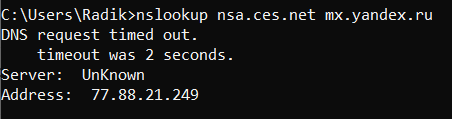 C:\Users\Radik>nslookup nsa.ces.net mx.yandex.ru
DNS request timed out.
    timeout was 2 seconds.
Server:  UnKnown
Address:  77.88.21.249